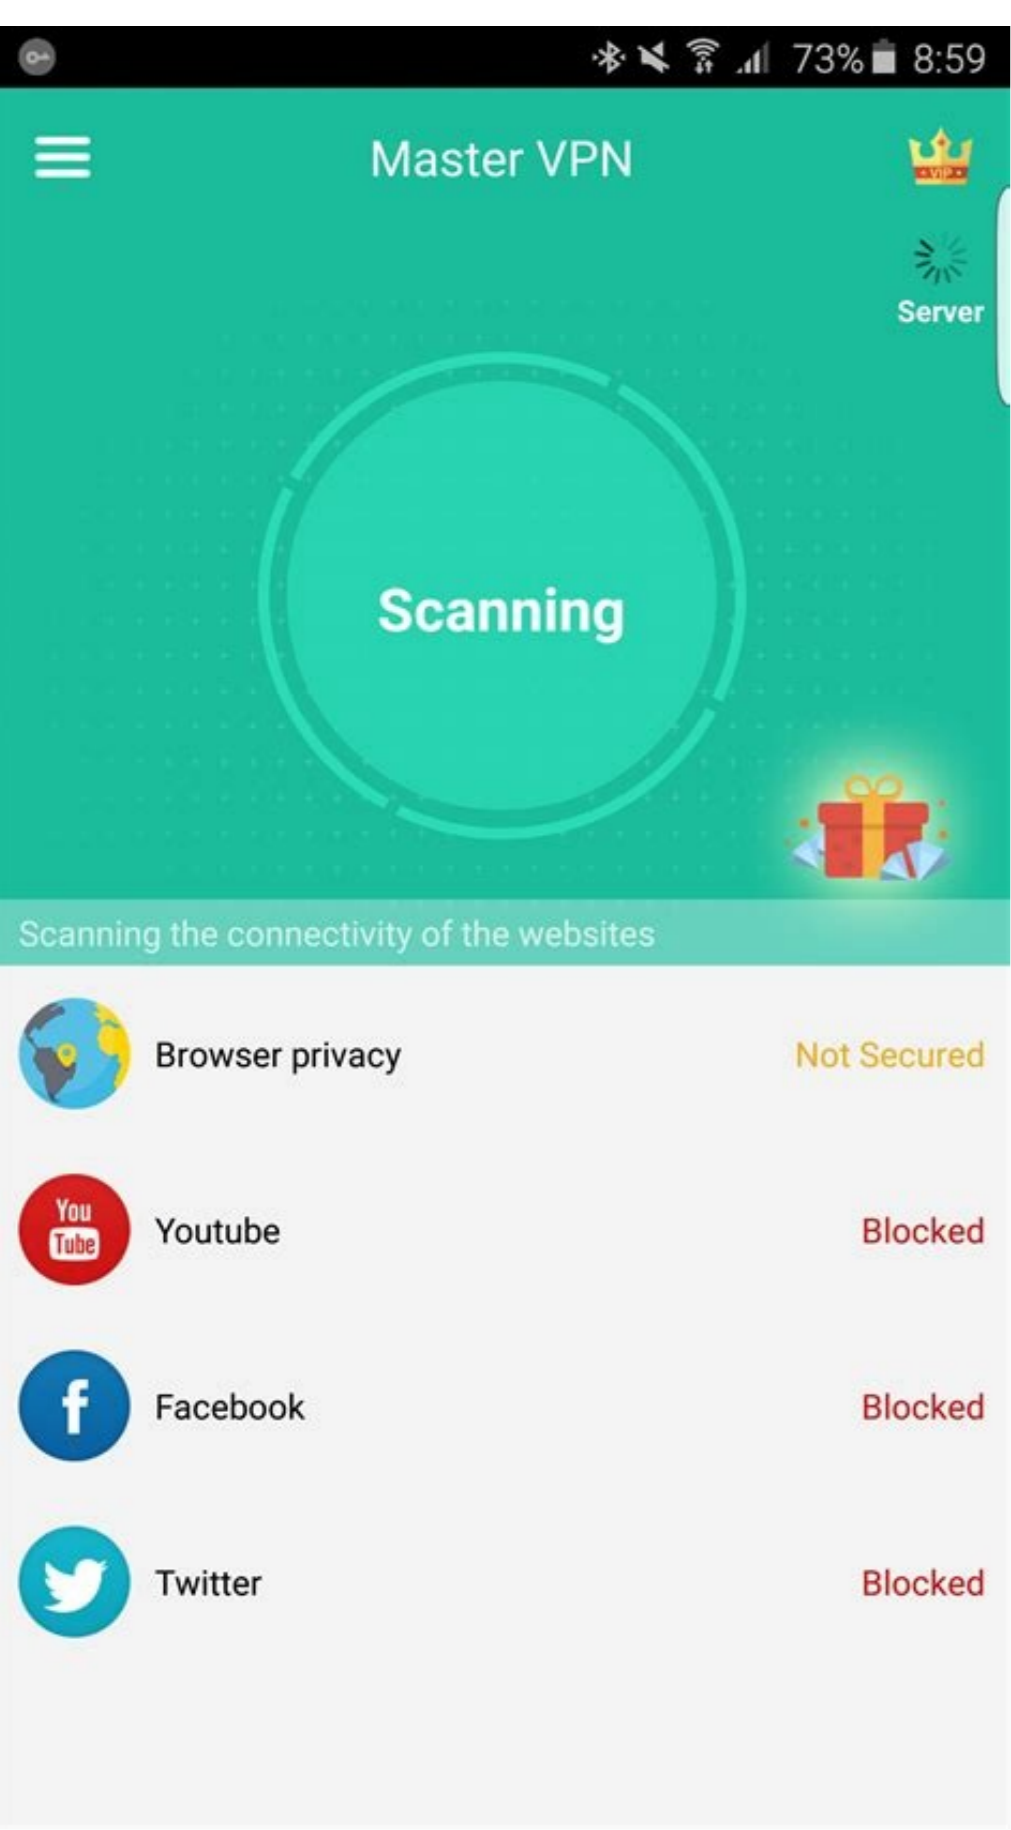 73% 8:59
Master VPN
VIP
Server
Scanning
Scanning the connectivity of the websites
Browser privacy Not Secured
You
Tube
Youtube Blocked
f
Facebook Blocked
Twitter Blocked